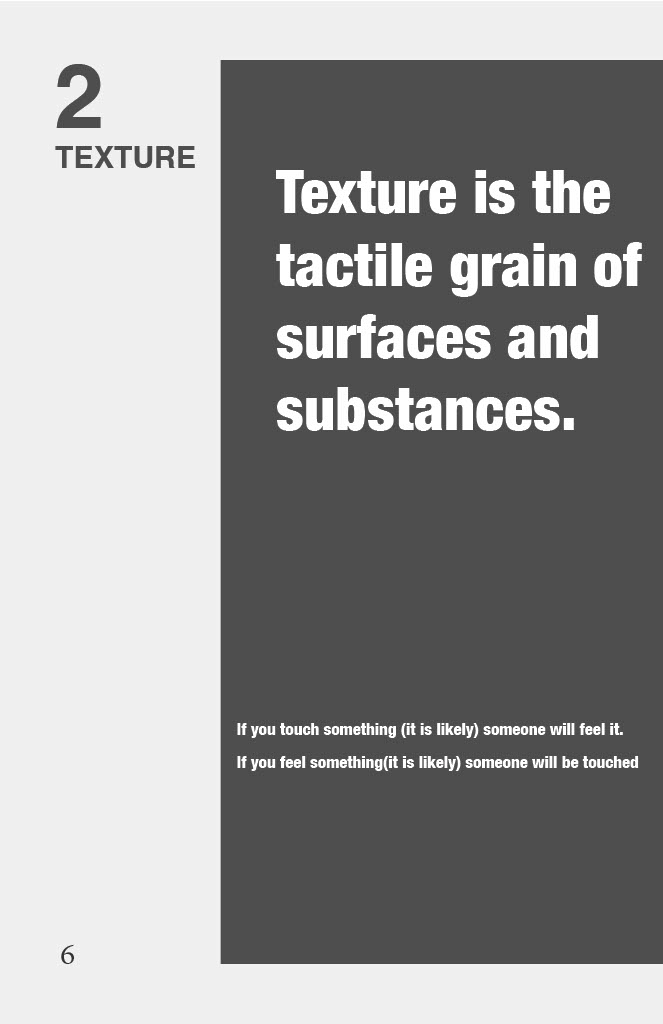 2
TEXTURE
Texture is the
tactile grain of
surfaces and
substances.
If you touch something (it is likely) someone will feel it.
If you feel something(it is likely) someone will be touched
6